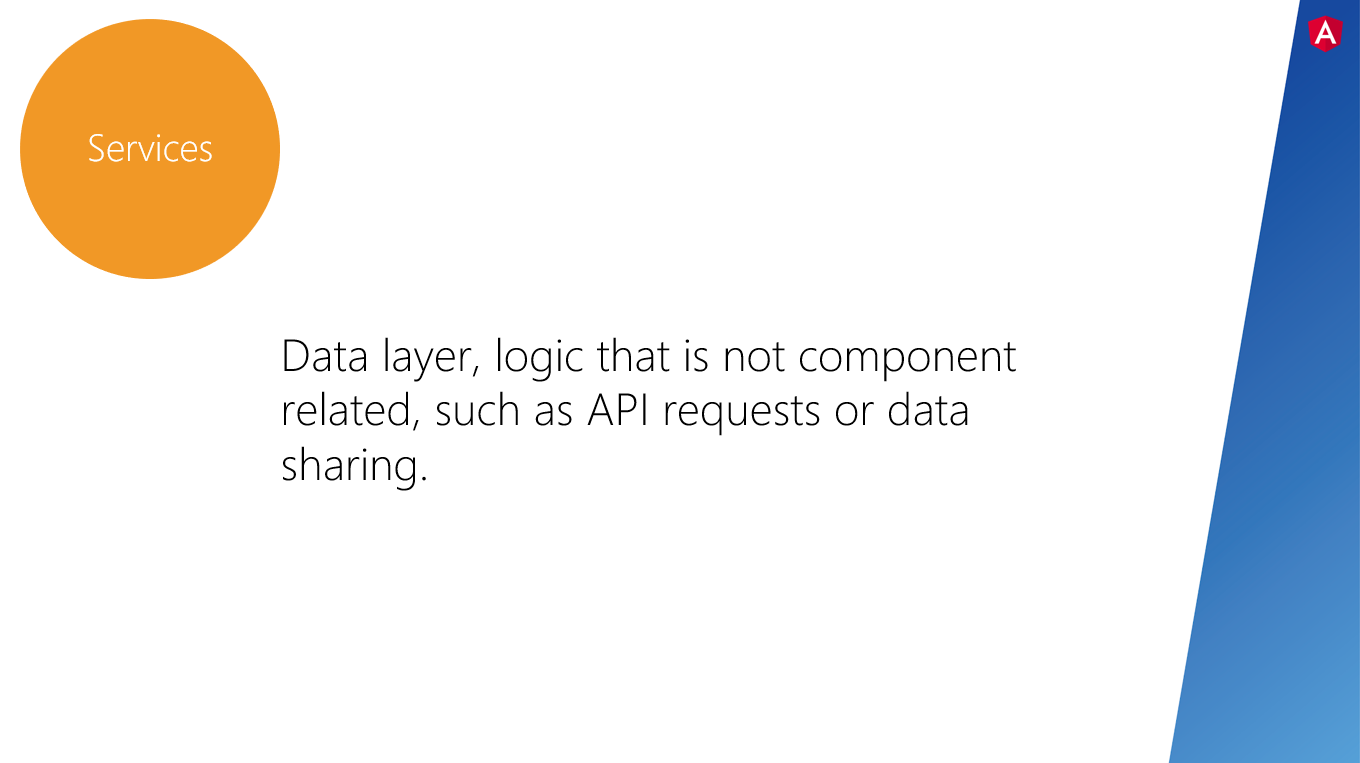 Services
Data layer, logic that is not component
related, such as API requests or data
sharing.